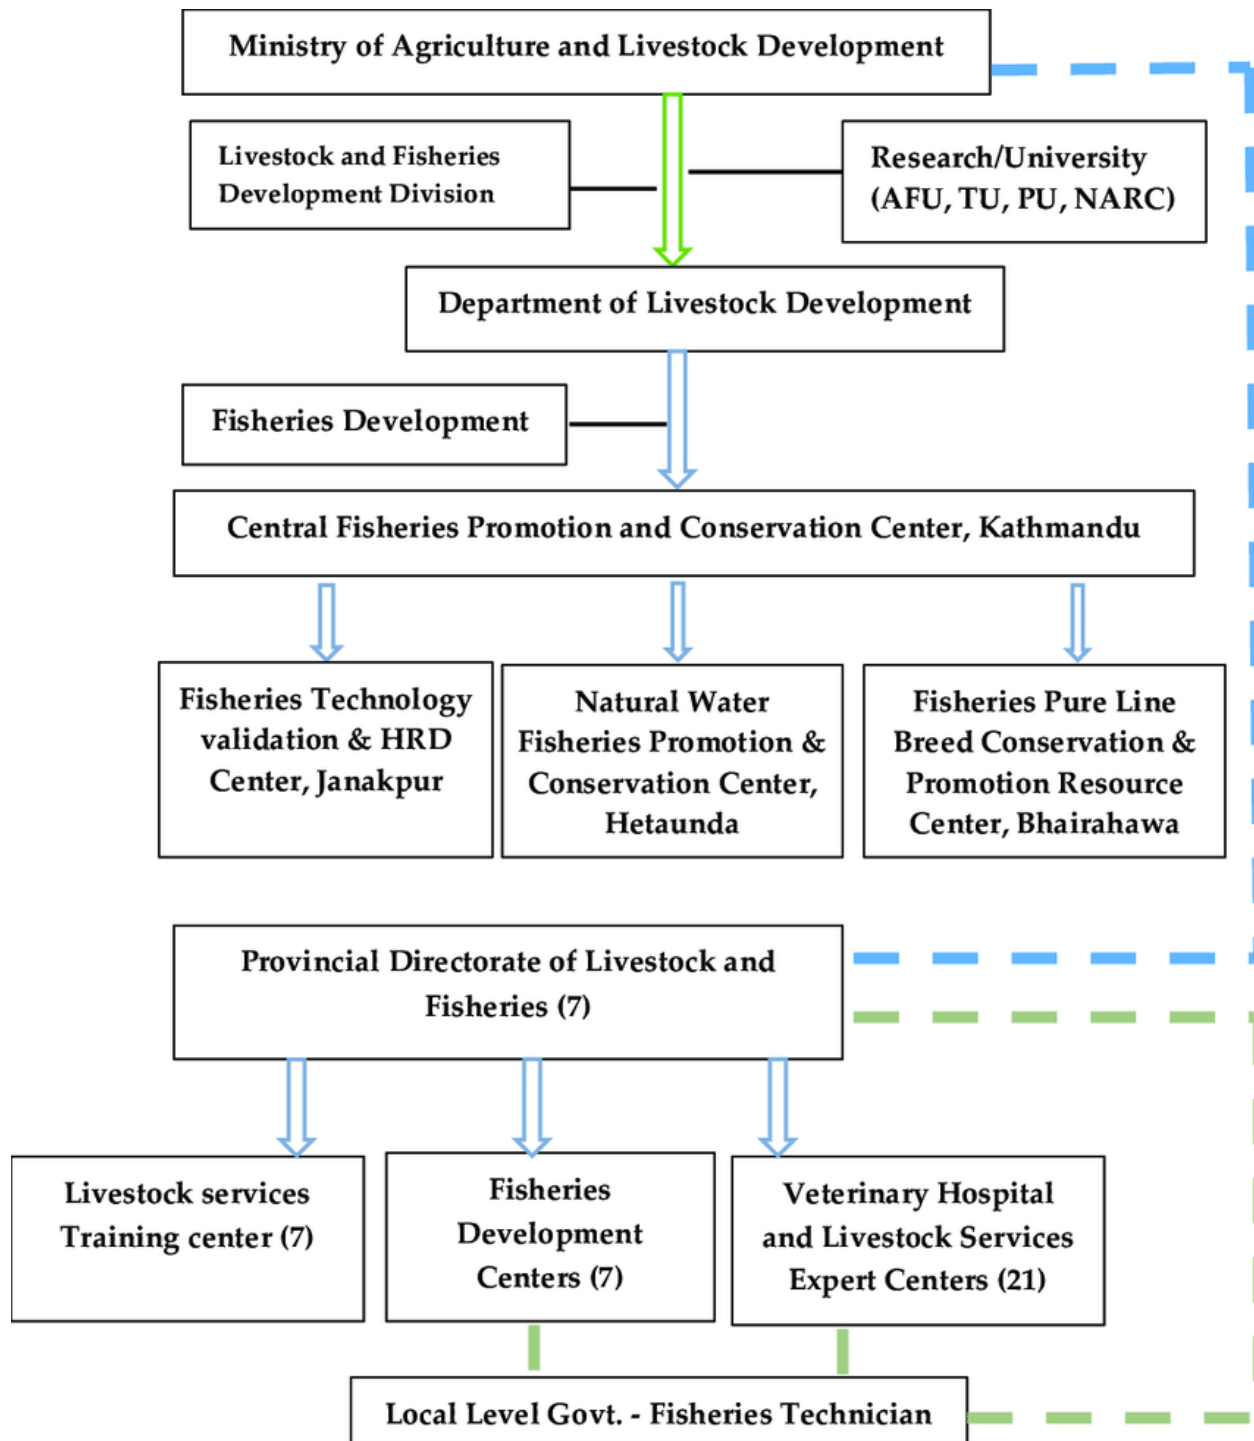 Ministry of Agriculture and Livestock Development
Livestock and Fisheries
Development Division
Research/University
(AFU, TU, PU, NARC)
Department of Livestock Development
Fisheries Development
Central Fisheries Promotion and Conservation Center, Kathmandu
Fisheries Technology
validation & HRD
Center, Janakpur
Natural Water
Fisheries Promotion &
Conservation Center,
Hetaunda
Fisheries Pure Line
Breed Conservation &
Promotion Resource
Center, Bhairahawa
Provincial Directorate of Livestock and
Fisheries (7)
Livestock services
Training center (7)
Fisheries
Development
Centers (7)
Veterinary Hospital
and Livestock Services
Expert Centers (21)
Local Level Govt. - Fisheries Technician